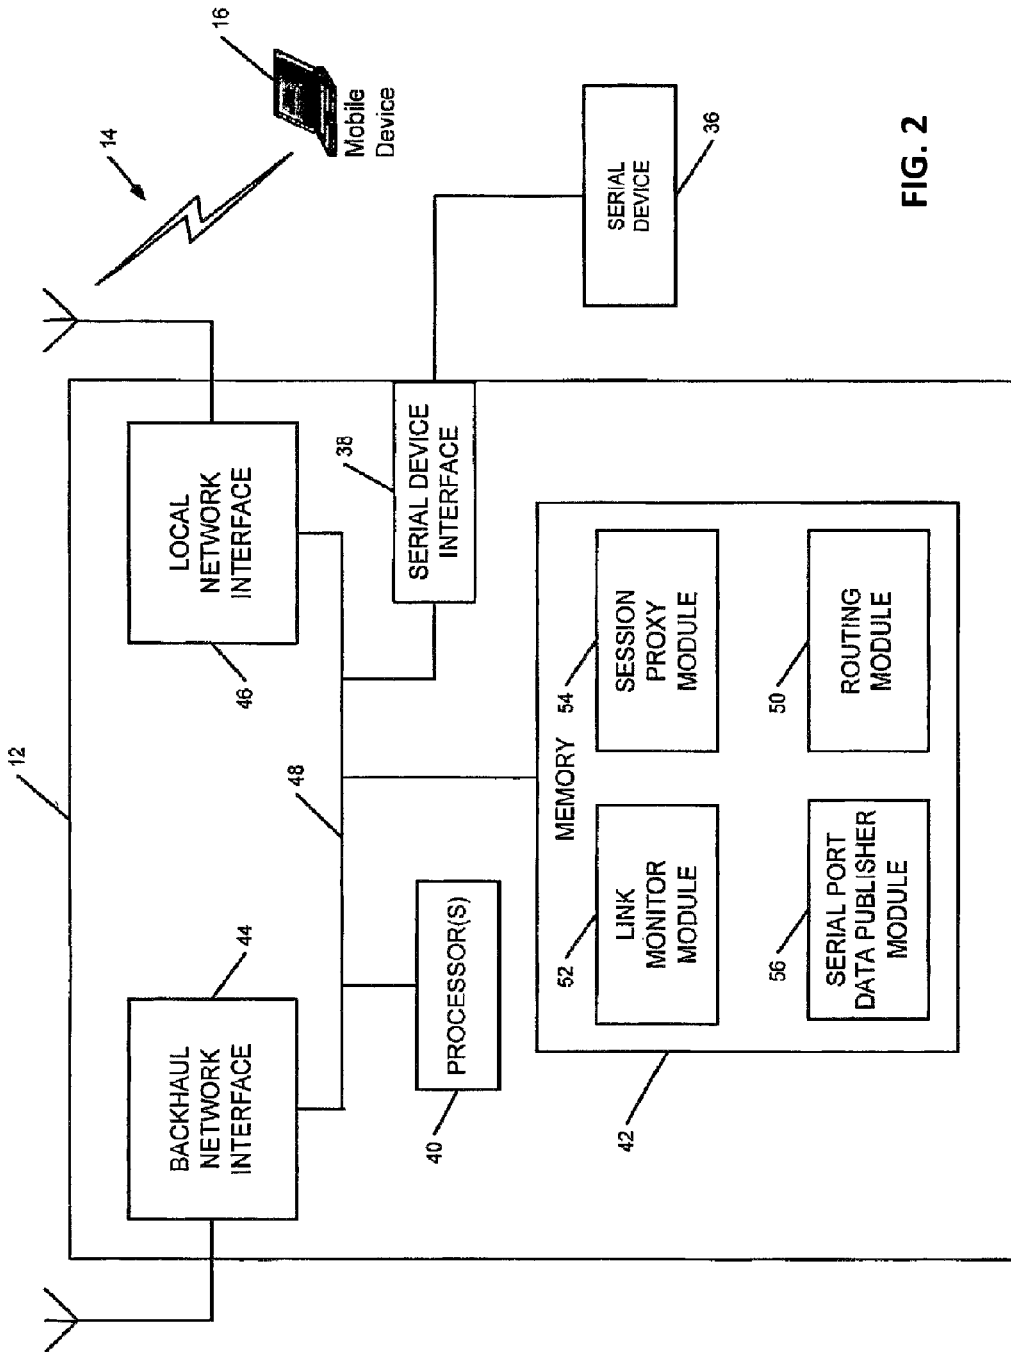 12
14
16
Mobile
Device
BACKHAUL
NETWORK
INTERFACE
44
LOCAL
NETWORK
INTERFACE
46
48
38
SERIAL DEVICE
INTERFACE
PROCESSOR(S)
40
SERIAL
DEVICE
36
MEMORY
42
52
LINK
MONITOR
MODULE
54
SESSION
PROXY
MODULE
56
SERIAL PORT
DATA PUBLISHER
MODULE
50
ROUTING
MODULE
FIG. 2